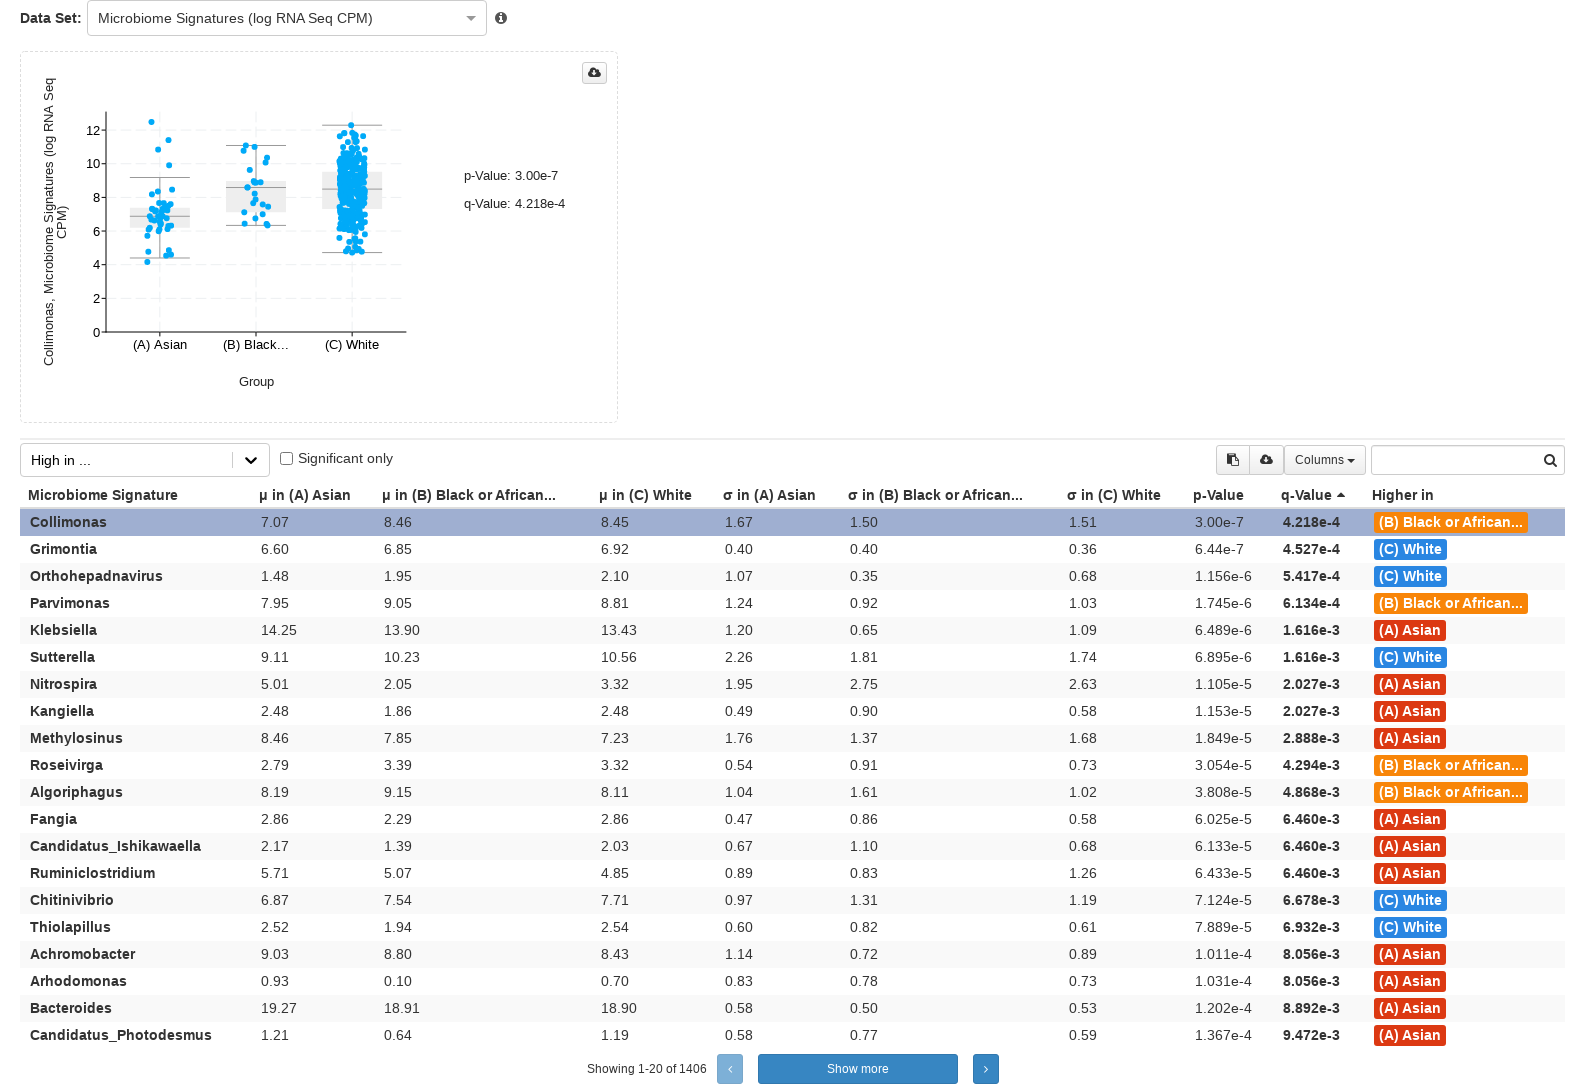 Data Set: Microbiome Signatures (log RNA Seq CPM)
Collimonas, Microbiome Signatures (log RNA Seq
CPM)
12
10
8
6
4
2
0
(A) Asian (B) Black... (C) White
Group
p-Value: 3.00e-7
q-Value: 4.218e-4
High in ... Significant only Columns
Microbiome Signature μ in (A) Asian μ in (B) Black or African... μ in (C) White σ in (A) Asian σ in (B) Black or African... σ in (C) White p-Value q-Value Higher in
Collimonas 7.07 8.46 8.45 1.67 1.50 1.51 3.00e-7 4.218e-4 (B) Black or African...
Grimontia 6.60 6.85 6.92 0.40 0.40 0.36 6.44e-7 4.527e-4 (C) White
Orthohepadnavirus 1.48 1.95 2.10 1.07 0.35 0.68 1.156e-6 5.417e-4 (C) White
Parvimonas 7.95 9.05 8.81 1.24 0.92 1.03 1.745e-6 6.134e-4 (B) Black or African...
Klebsiella 14.25 13.90 13.43 1.20 0.65 1.09 6.489e-6 1.616e-3 (A) Asian
Sutterella 9.11 10.23 10.56 2.26 1.81 1.74 6.895e-6 1.616e-3 (C) White
Nitrospira 5.01 2.05 3.32 1.95 2.75 2.63 1.105e-5 2.027e-3 (A) Asian
Kangiella 2.48 1.86 2.48 0.49 0.90 0.58 1.153e-5 2.027e-3 (A) Asian
Methylosinus 8.46 7.85 7.23 1.76 1.37 1.68 1.849e-5 2.888e-3 (A) Asian
Roseivirga 2.79 3.39 3.32 0.54 0.91 0.73 3.054e-5 4.294e-3 (B) Black or African...
Algoriphagus 8.19 9.15 8.11 1.04 1.61 1.02 3.808e-5 4.868e-3 (B) Black or African...
Fangia 2.86 2.29 2.86 0.47 0.86 0.58 6.025e-5 6.460e-3 (A) Asian
Candidatus_Ishikawaella 2.17 1.39 2.03 0.67 1.10 0.68 6.133e-5 6.460e-3 (A) Asian
Ruminiclostridium 5.71 5.07 4.85 0.89 0.83 1.26 6.433e-5 6.460e-3 (A) Asian
Chitinivibrio 6.87 7.54 7.71 0.97 1.31 1.19 7.124e-5 6.678e-3 (C) White
Thiolapillus 2.52 1.94 2.54 0.60 0.82 0.61 7.889e-5 6.932e-3 (C) White
Achromobacter 9.03 8.80 8.43 1.14 0.72 0.89 1.011e-4 8.056e-3 (A) Asian
Arhodomonas 0.93 0.10 0.70 0.83 0.78 0.73 1.031e-4 8.056e-3 (A) Asian
Bacteroides 19.27 18.91 18.90 0.58 0.50 0.53 1.202e-4 8.892e-3 (A) Asian
Candidatus_Photodesmus 1.21 0.64 1.19 0.58 0.77 0.59 1.367e-4 9.472e-3 (A) Asian
Showing 1-20 of 1406 ‹ Show more ›